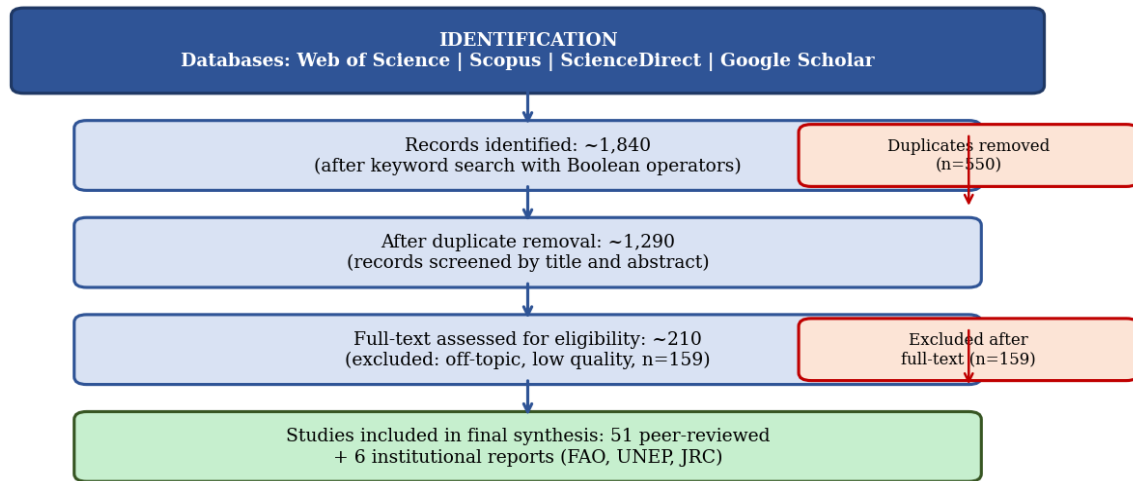 IDENTIFICATION
Databases: Web of Science | Scopus | ScienceDirect | Google Scholar
Records identified: ~1,840
(after keyword search with Boolean operators)
Duplicates removed
(n=550)
After duplicate removal: ~1,290
(records screened by title and abstract)
Full-text assessed for eligibility: ~210
(excluded: off-topic, low quality, n=159)
Excluded after
full-text (n=159)
Studies included in final synthesis: 51 peer-reviewed
+ 6 institutional reports (FAO, UNEP, JRC)